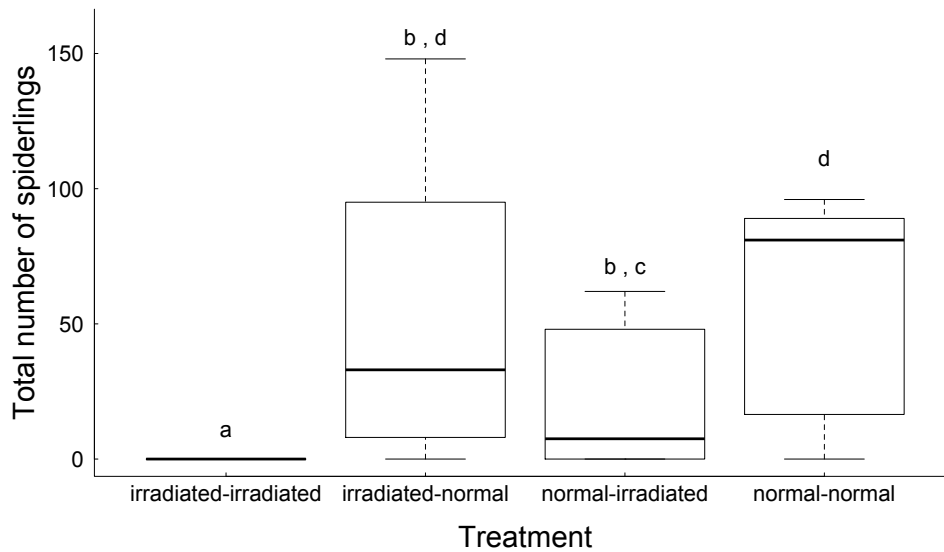 Total number of spiderlings
150
100
50
0
a
b , d
b , c
d
irradiated-irradiated irradiated-normal normal-irradiated normal-normal
Treatment